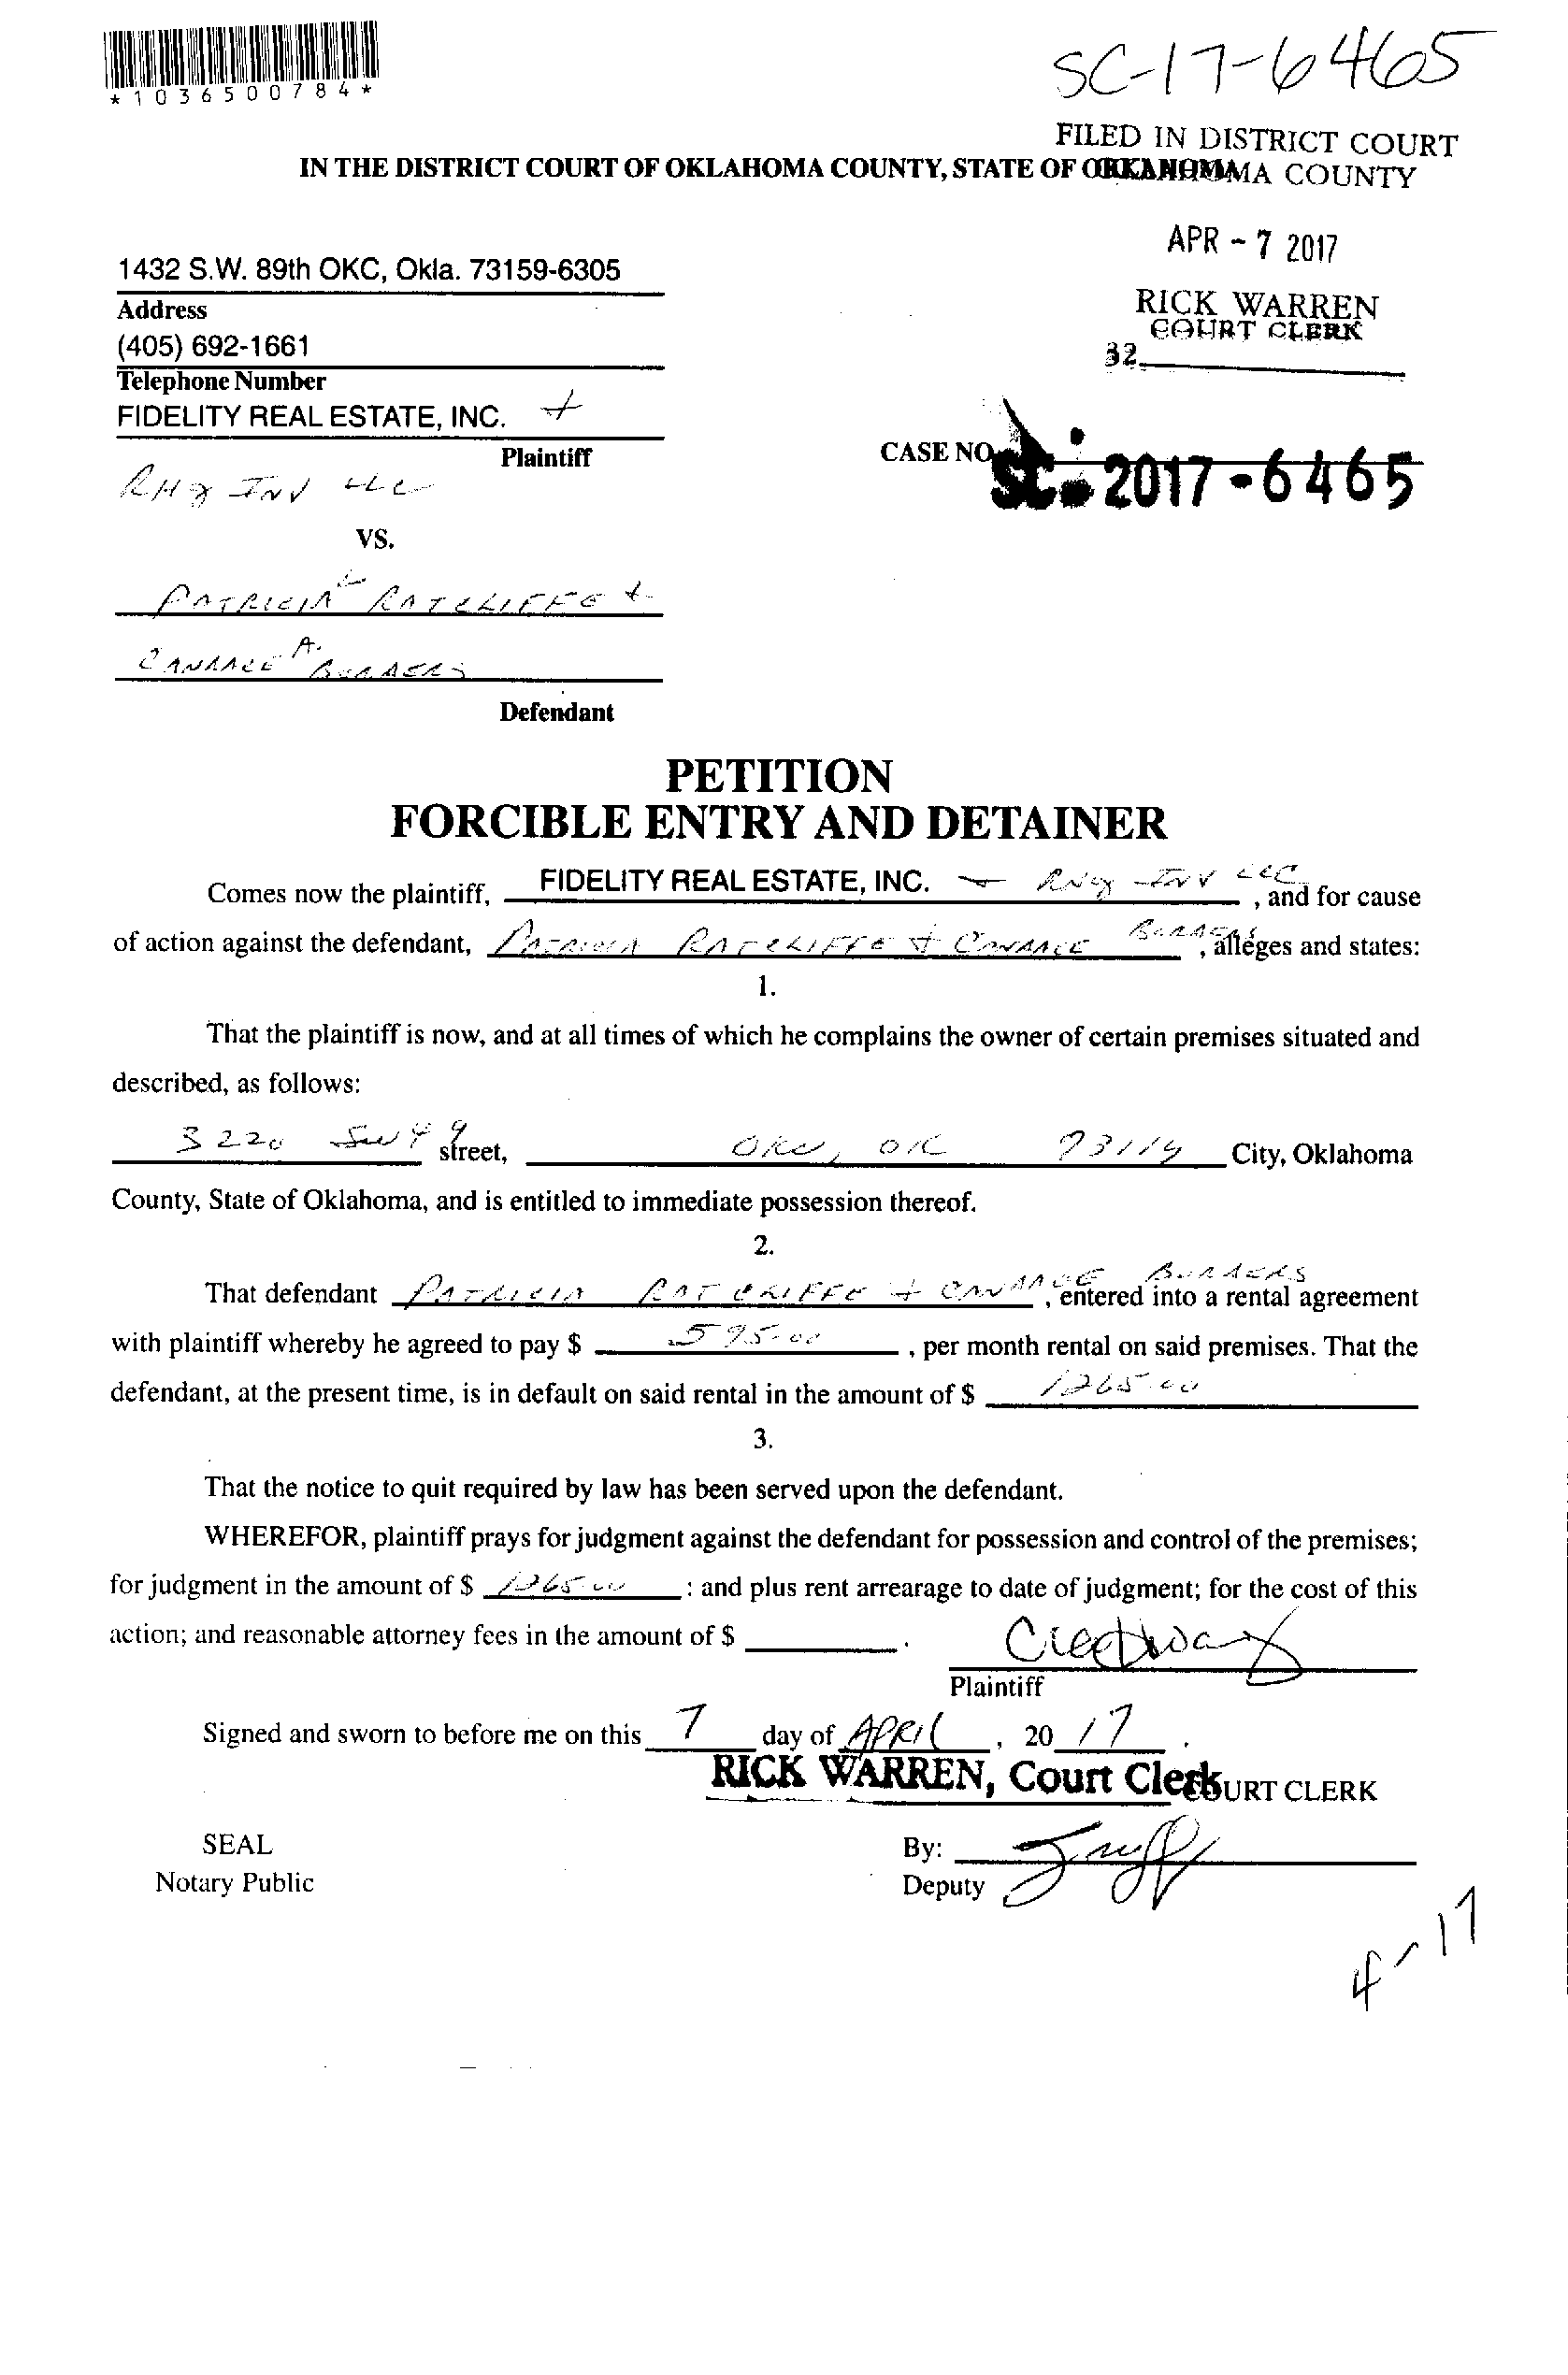 *1036500784*
SC-17-6465
FILED IN DISTRICT COURT
OKLAHOMA COUNTY
IN THE DISTRICT COURT OF OKLAHOMA COUNTY, STATE OF OKLAHOMA
APR - 7 2017
1432 S.W. 89th OKC, Okla. 73159-6305
Address
RICK WARREN
COURT CLERK
(405) 692-1661
32
Telephone Number
FIDELITY REAL ESTATE, INC. +
Plaintiff
CASE NO.
SC - 2017 - 6465
INV LLC
VS.
PATRICIA L RATCLIFFE +
CANDACE A.
Defendant
PETITION
FORCIBLE ENTRY AND DETAINER
Comes now the plaintiff, FIDELITY REAL ESTATE, INC. + INV LLC, and for cause
of action against the defendant, PATRICIA RATCLIFFE + CANDACE, alleges and states:
1.
That the plaintiff is now, and at all times of which he complains the owner of certain premises situated and
described, as follows:
3220 SW 49 street, OKC, OK 73119 City, Oklahoma
County, State of Oklahoma, and is entitled to immediate possession thereof.
2.
That defendant PATRICIA RATCLIFFE + CANDACE, entered into a rental agreement
with plaintiff whereby he agreed to pay $ 595.00, per month rental on said premises. That the
defendant, at the present time, is in default on said rental in the amount of $ 1265.00
3.
That the notice to quit required by law has been served upon the defendant.
WHEREFOR, plaintiff prays for judgment against the defendant for possession and control of the premises;
for judgment in the amount of $ 1265.00 : and plus rent arrearage to date of judgment; for the cost of this
action; and reasonable attorney fees in the amount of $ .
Plaintiff
Signed and sworn to before me on this 7 day of APRIL, 20 17.
RICK WARREN, Court Clerk
COURT CLERK
SEAL
By:
Notary Public
Deputy
4-17